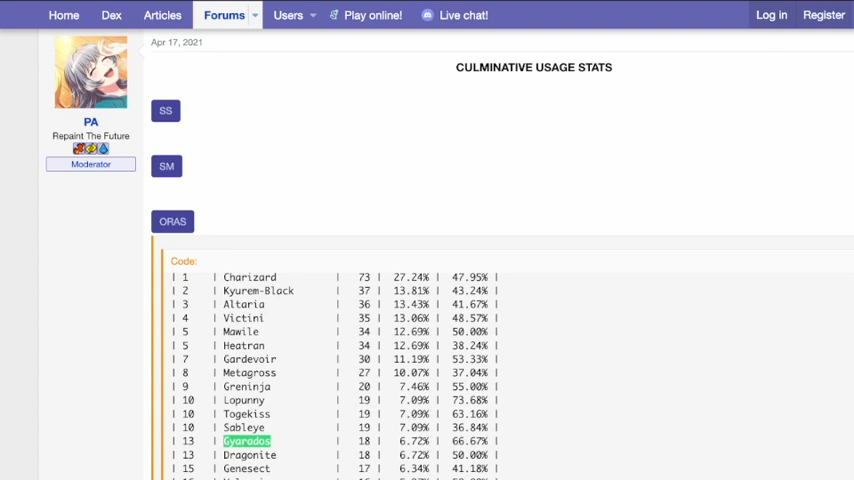 Home Dex Articles Forums Users Play online! Live chat! Log in Register
Apr 17, 2021
CULMINATIVE USAGE STATS
PA
Repaint The Future
Moderator
SS
SM
ORAS
Code:
| 1 | Charizard | 73 | 27.24% | 47.95% |
| 2 | Kyurem-Black | 37 | 13.81% | 43.24% |
| 3 | Altaria | 36 | 13.43% | 41.67% |
| 4 | Victini | 35 | 13.06% | 48.57% |
| 5 | Mawile | 34 | 12.69% | 50.00% |
| 5 | Heatran | 34 | 12.69% | 38.24% |
| 7 | Gardevoir | 30 | 11.19% | 53.33% |
| 8 | Metagross | 27 | 10.07% | 37.04% |
| 9 | Greninja | 20 | 7.46% | 55.00% |
| 10 | Lopunny | 19 | 7.09% | 73.68% |
| 10 | Togekiss | 19 | 7.09% | 63.16% |
| 10 | Sableye | 19 | 7.09% | 36.84% |
| 13 | Gyarados | 18 | 6.72% | 66.67% |
| 13 | Dragonite | 18 | 6.72% | 50.00% |
| 15 | Genesect | 17 | 6.34% | 41.18% |